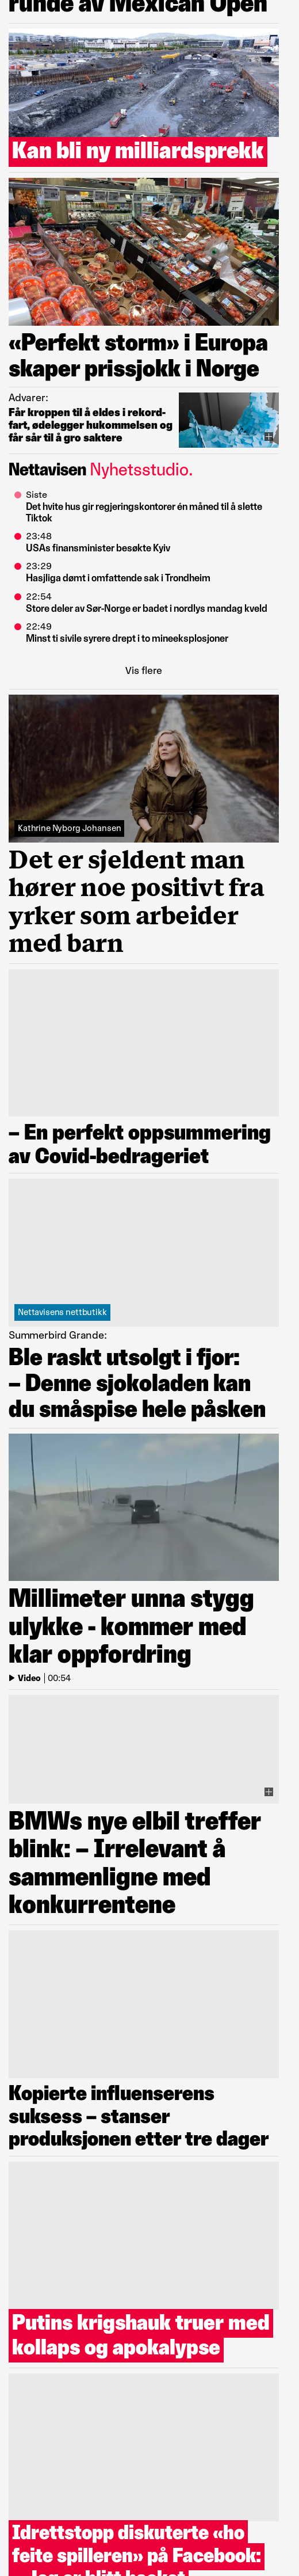 runde av Mexican Open
Kan bli ny milliardsprekk
«Perfekt storm» i Europa
skaper prissjokk i Norge
Advarer:
Får kroppen til å eldes i rekord-
fart, ødelegger hukommelsen og
får sår til å gro saktere
Nettavisen Nyhetsstudio.
Siste
Det hvite hus gir regjeringskontorer én måned til å slette
Tiktok
23:48
USAs finansminister besøkte Kyiv
23:29
Hasjliga dømt i omfattende sak i Trondheim
22:54
Store deler av Sør-Norge er badet i nordlys mandag kveld
22:49
Minst ti sivile syrere drept i to mineeksplosjoner
Vis flere
Kathrine Nyborg Johansen
Det er sjeldent man
hører noe positivt fra
yrker som arbeider
med barn
– En perfekt oppsummering
av Covid-bedrageriet
Nettavisens nettbutikk
Summerbird Grande:
Ble raskt utsolgt i fjor:
– Denne sjokoladen kan
du småspise hele påsken
Millimeter unna stygg
ulykke - kommer med
klar oppfordring
Video | 00:54
BMWs nye elbil treffer
blink: – Irrelevant å
sammenligne med
konkurrentene
Kopierte influenserens
suksess – stanser
produksjonen etter tre dager
Putins krigshauk truer med
kollaps og apokalypse
Idrettstopp diskuterte «ho
feite spilleren» på Facebook: